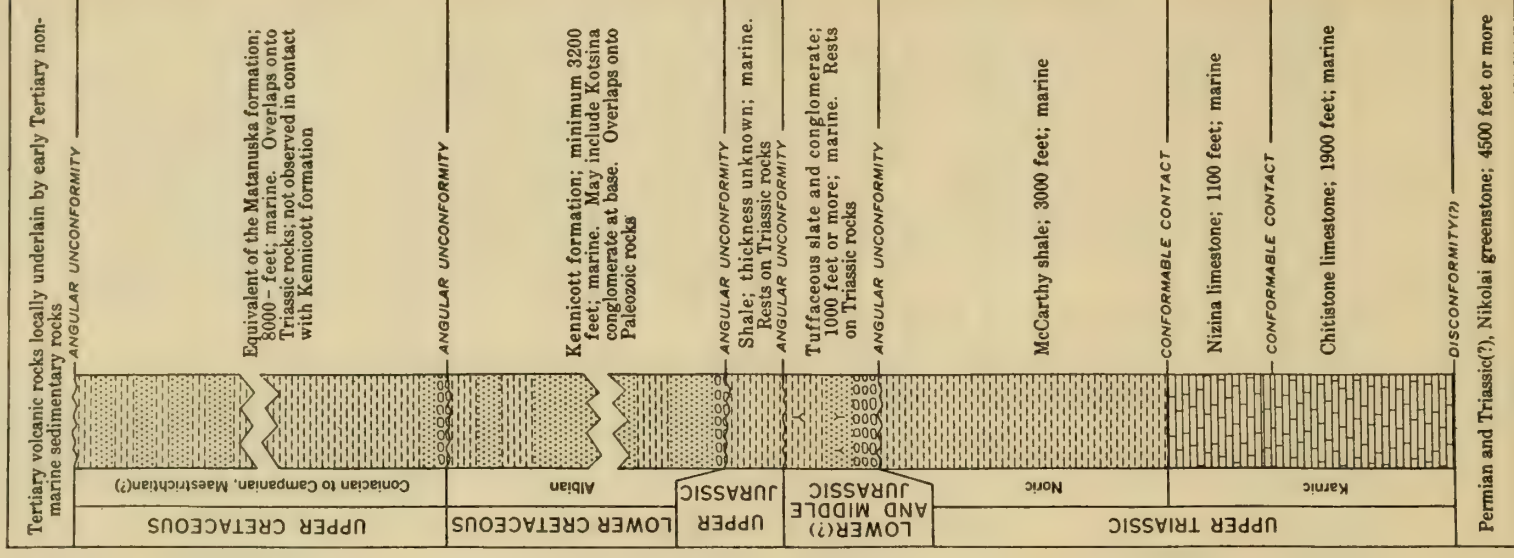 Tertiary volcanic rocks locally underlain by early Tertiary non-
marine sedimentary rocks
ANGULAR UNCONFORMITY
UPPER CRETACEOUS
Coniacian to Campanian, Maestrichtian(?)
Equivalent of the Matanuska formation;
8000– feet; marine. Overlaps onto
Triassic rocks; not observed in contact
with Kennicott formation
ANGULAR UNCONFORMITY
LOWER CRETACEOUS
Albian
Kennicott formation; minimum 3200
feet; marine. May include Kotsina
conglomerate at base. Overlaps onto
Paleozoic rocks
ANGULAR UNCONFORMITY
UPPER
JURASSIC
Shale; thickness unknown; marine.
Rests on Triassic rocks
ANGULAR UNCONFORMITY
LOWER(?)
AND MIDDLE
JURASSIC
Tuffaceous slate and conglomerate;
1000 feet or more; marine. Rests
on Triassic rocks
ANGULAR UNCONFORMITY
UPPER TRIASSIC
Noric
McCarthy shale; 3000 feet; marine
CONFORMABLE CONTACT
Karnic
Nizina limestone; 1100 feet; marine
CONFORMABLE CONTACT
Chitistone limestone; 1900 feet; marine
DISCONFORMITY(?)
Permian and Triassic(?), Nikolai greenstone; 4500 feet or more